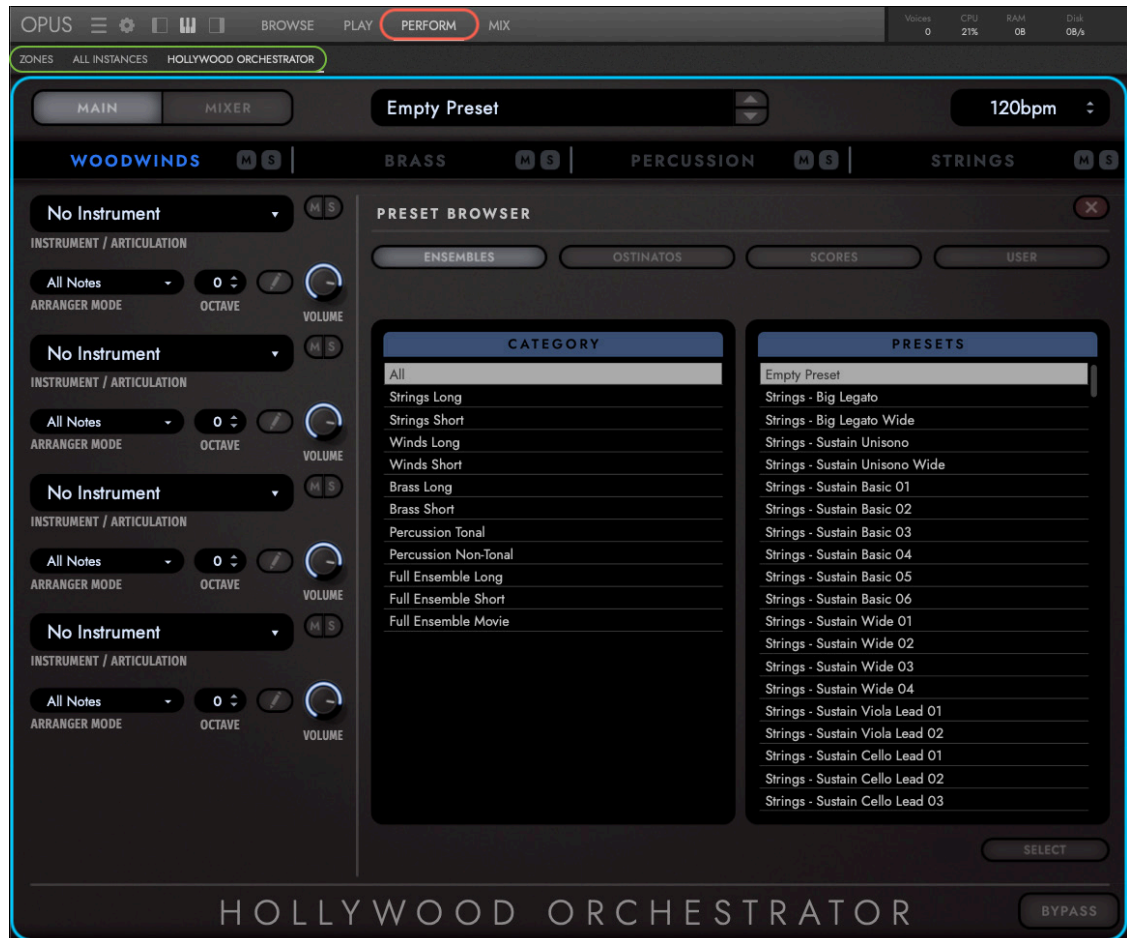 OPUS BROWSE PLAY PERFORM MIX Voices CPU RAM Disk
0 21% 0B 0B/s
ZONES ALL INSTANCES HOLLYWOOD ORCHESTRATOR
MAIN MIXER Empty Preset 120bpm
WOODWINDS M S BRASS M S PERCUSSION M S STRINGS M S
No Instrument M S
INSTRUMENT / ARTICULATION
All Notes 0
ARRANGER MODE OCTAVE VOLUME
No Instrument M S
INSTRUMENT / ARTICULATION
All Notes 0
ARRANGER MODE OCTAVE VOLUME
No Instrument M S
INSTRUMENT / ARTICULATION
All Notes 0
ARRANGER MODE OCTAVE VOLUME
No Instrument M S
INSTRUMENT / ARTICULATION
All Notes 0
ARRANGER MODE OCTAVE VOLUME
PRESET BROWSER
ENSEMBLES OSTINATOS SCORES USER
CATEGORY
All
Strings Long
Strings Short
Winds Long
Winds Short
Brass Long
Brass Short
Percussion Tonal
Percussion Non-Tonal
Full Ensemble Long
Full Ensemble Short
Full Ensemble Movie
PRESETS
Empty Preset
Strings - Big Legato
Strings - Big Legato Wide
Strings - Sustain Unisono
Strings - Sustain Unisono Wide
Strings - Sustain Basic 01
Strings - Sustain Basic 02
Strings - Sustain Basic 03
Strings - Sustain Basic 04
Strings - Sustain Basic 05
Strings - Sustain Basic 06
Strings - Sustain Wide 01
Strings - Sustain Wide 02
Strings - Sustain Wide 03
Strings - Sustain Wide 04
Strings - Sustain Viola Lead 01
Strings - Sustain Viola Lead 02
Strings - Sustain Cello Lead 01
Strings - Sustain Cello Lead 02
Strings - Sustain Cello Lead 03
SELECT
HOLLYWOOD ORCHESTRATOR
BYPASS